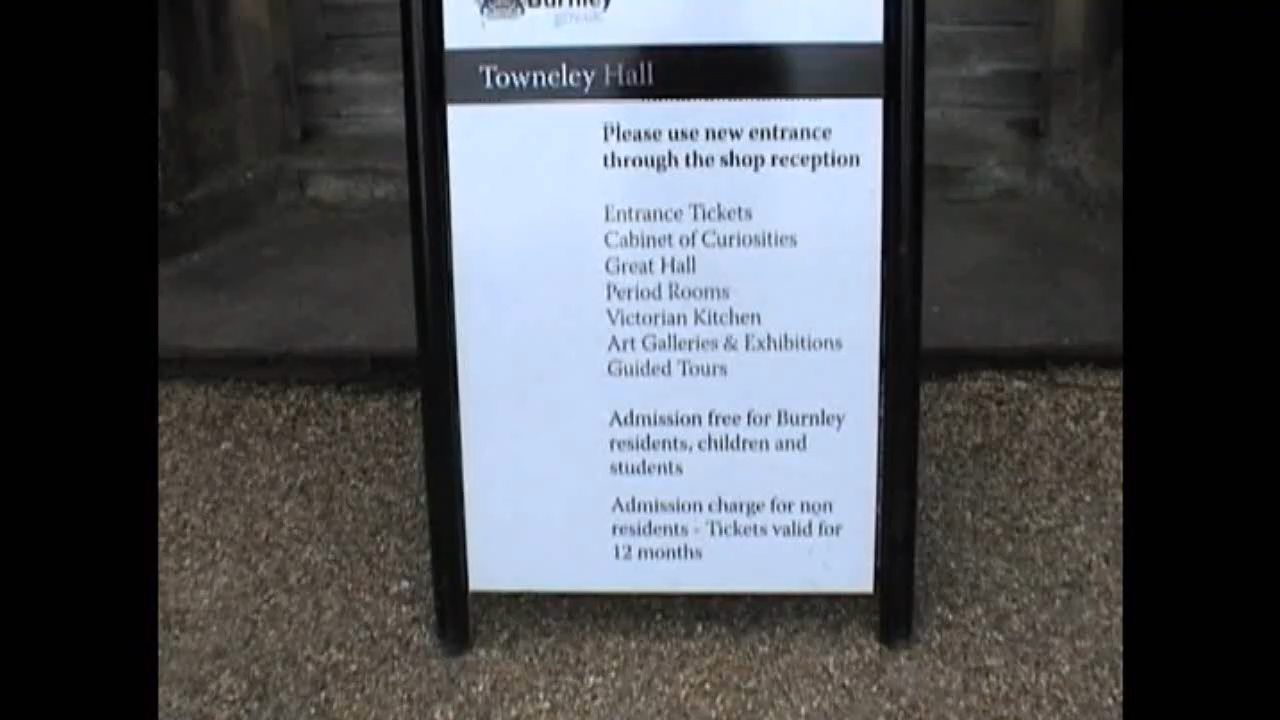 Burnley
gov.uk
Towneley Hall
Please use new entrance
through the shop reception
Entrance Tickets
Cabinet of Curiosities
Great Hall
Period Rooms
Victorian Kitchen
Art Galleries & Exhibitions
Guided Tours
Admission free for Burnley
residents, children and
students
Admission charge for non
residents - Tickets valid for
12 months